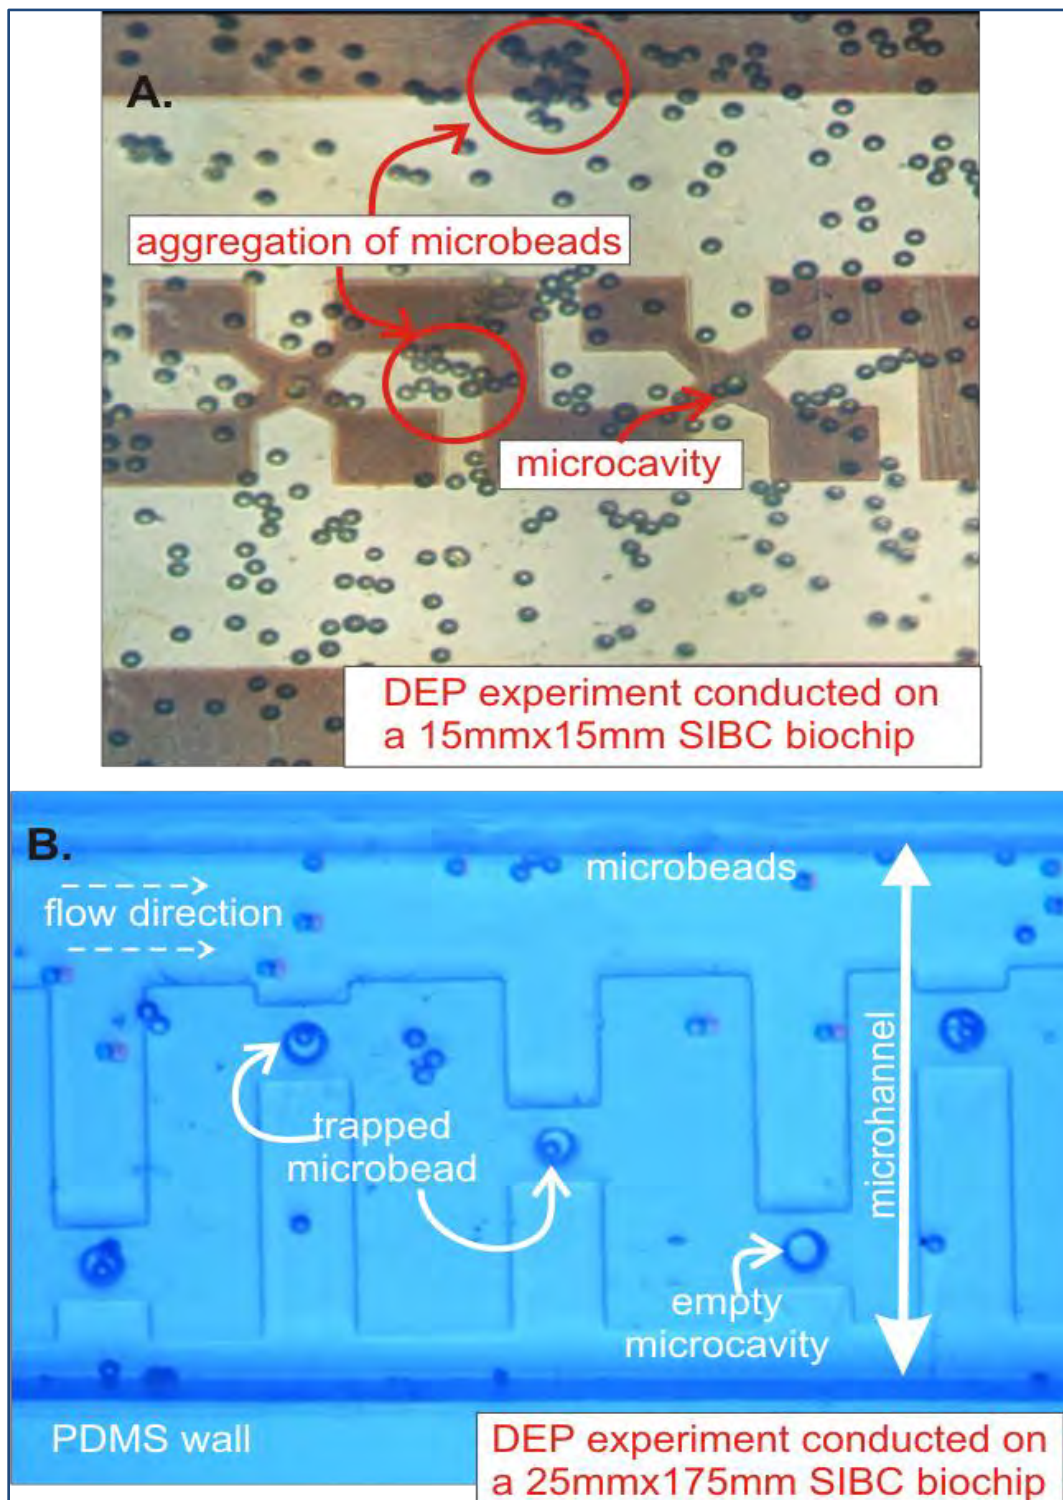 A.
aggregation of microbeads
microcavity
DEP experiment conducted on
a 15mmx15mm SIBC biochip
B.
microbeads
flow direction
microhannel
trapped
microbead
empty
microcavity
PDMS wall
DEP experiment conducted on
a 25mmx175mm SIBC biochip